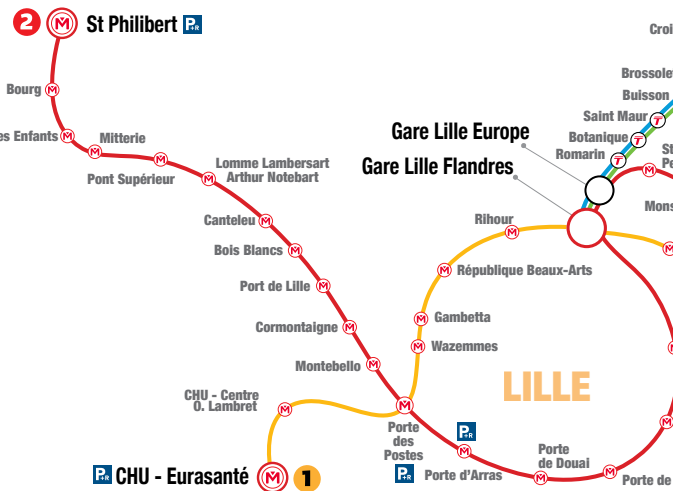 2 St Philibert P+R
Croi
Bourg
Brossolet
Buisson
Saint Maur
Gare Lille Europe
Botanique
es Enfants
Mitterie
Romarin
St
Pe
Gare Lille Flandres
Pont Supérieur
Lomme Lambersart
Arthur Notebart
Mons
Canteleu
Rihour
Bois Blancs
République Beaux-Arts
Port de Lille
Gambetta
Cormontaigne
Wazemmes
Montebello
LILLE
CHU - Centre
O. Lambret
Porte
des
Postes
P+R
P+R
Porte d'Arras
Porte
de Douai
Porte de
P+R CHU - Eurasanté 1